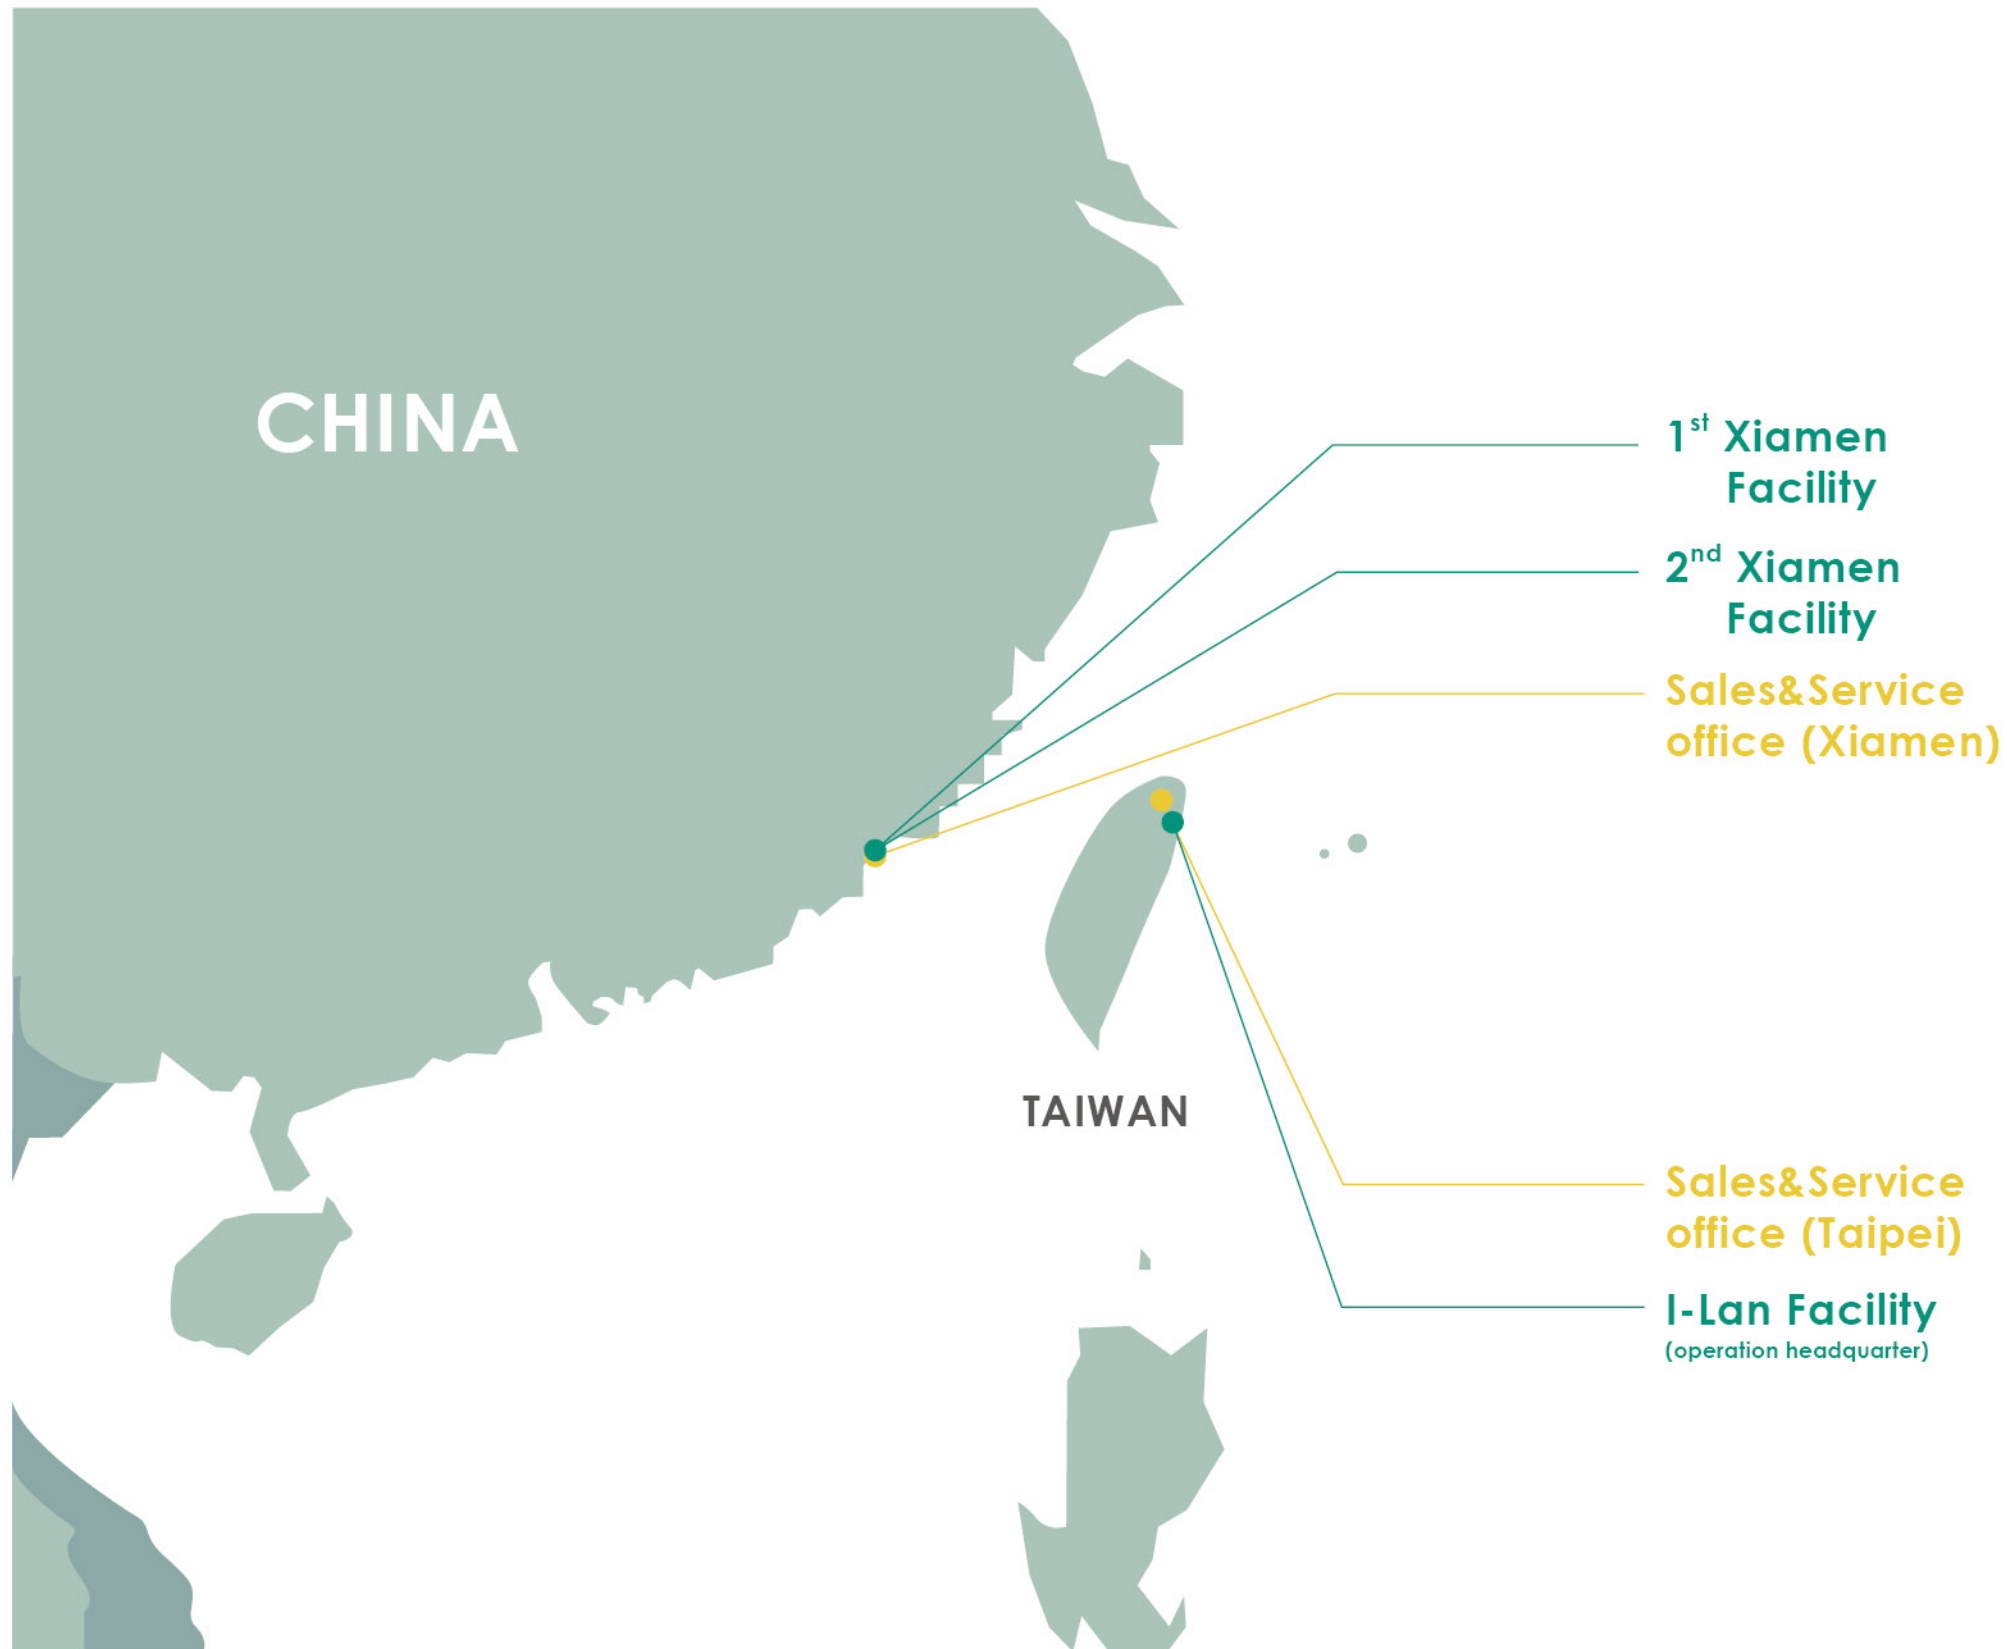 CHINA
1st Xiamen
Facility
2nd Xiamen
Facility
Sales&Service
office (Xiamen)
TAIWAN
Sales&Service
office (Taipei)
I-Lan Facility
(operation headquarter)